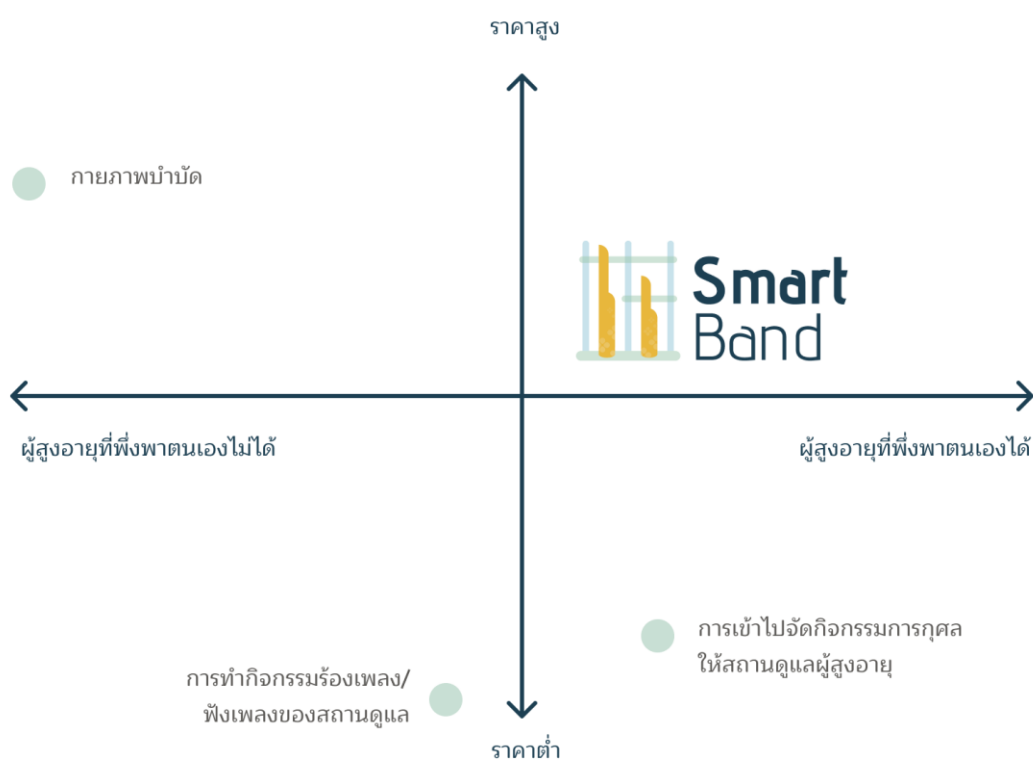 ราคาสูง
กายภาพบำบัด
Smart
Band
ผู้สูงอายุที่พึ่งพาตนเองไม่ได้
ผู้สูงอายุที่พึ่งพาตนเองได้
การเข้าไปจัดกิจกรรมการกุศล
ให้สถานดูแลผู้สูงอายุ
การทำกิจกรรมร้องเพลง/
ฟังเพลงของสถานดูแล
ราคาต่ำ